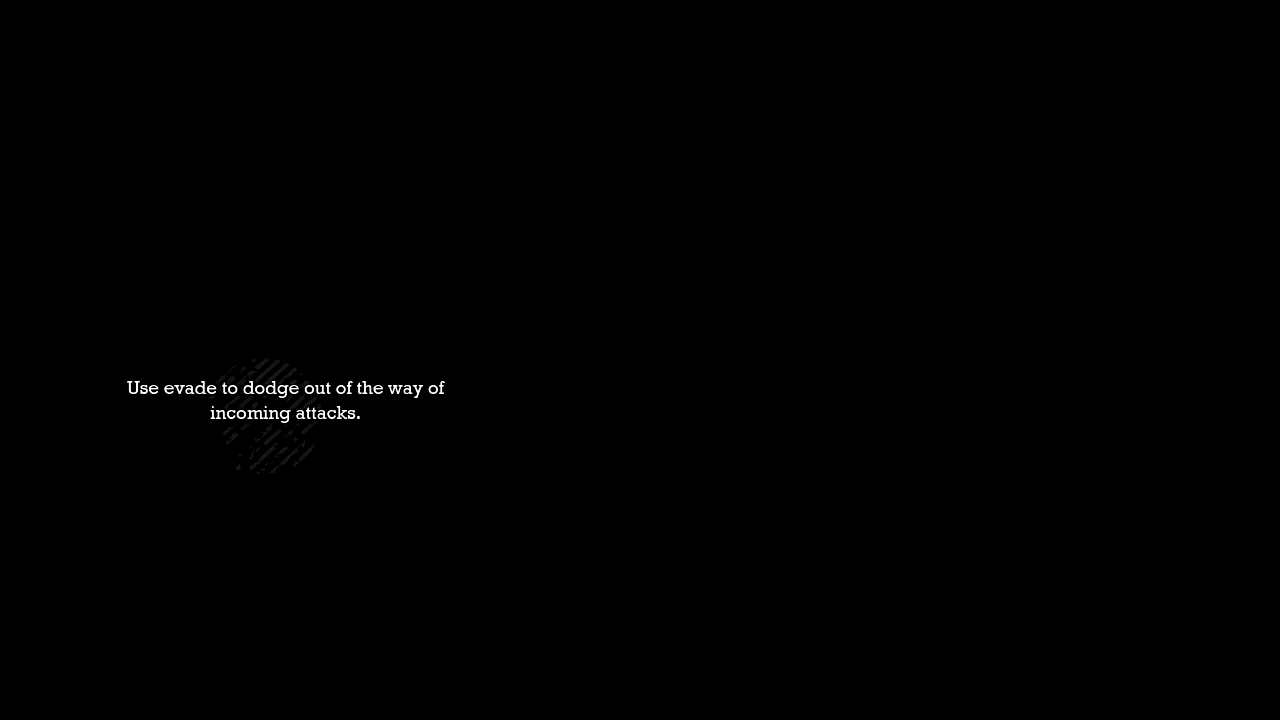 Use evade to dodge out of the way of
incoming attacks.